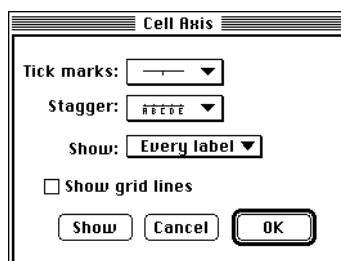 Cell Axis
Tick marks:
Stagger: A B C D E
Show: Every label
Show grid lines
Show Cancel OK